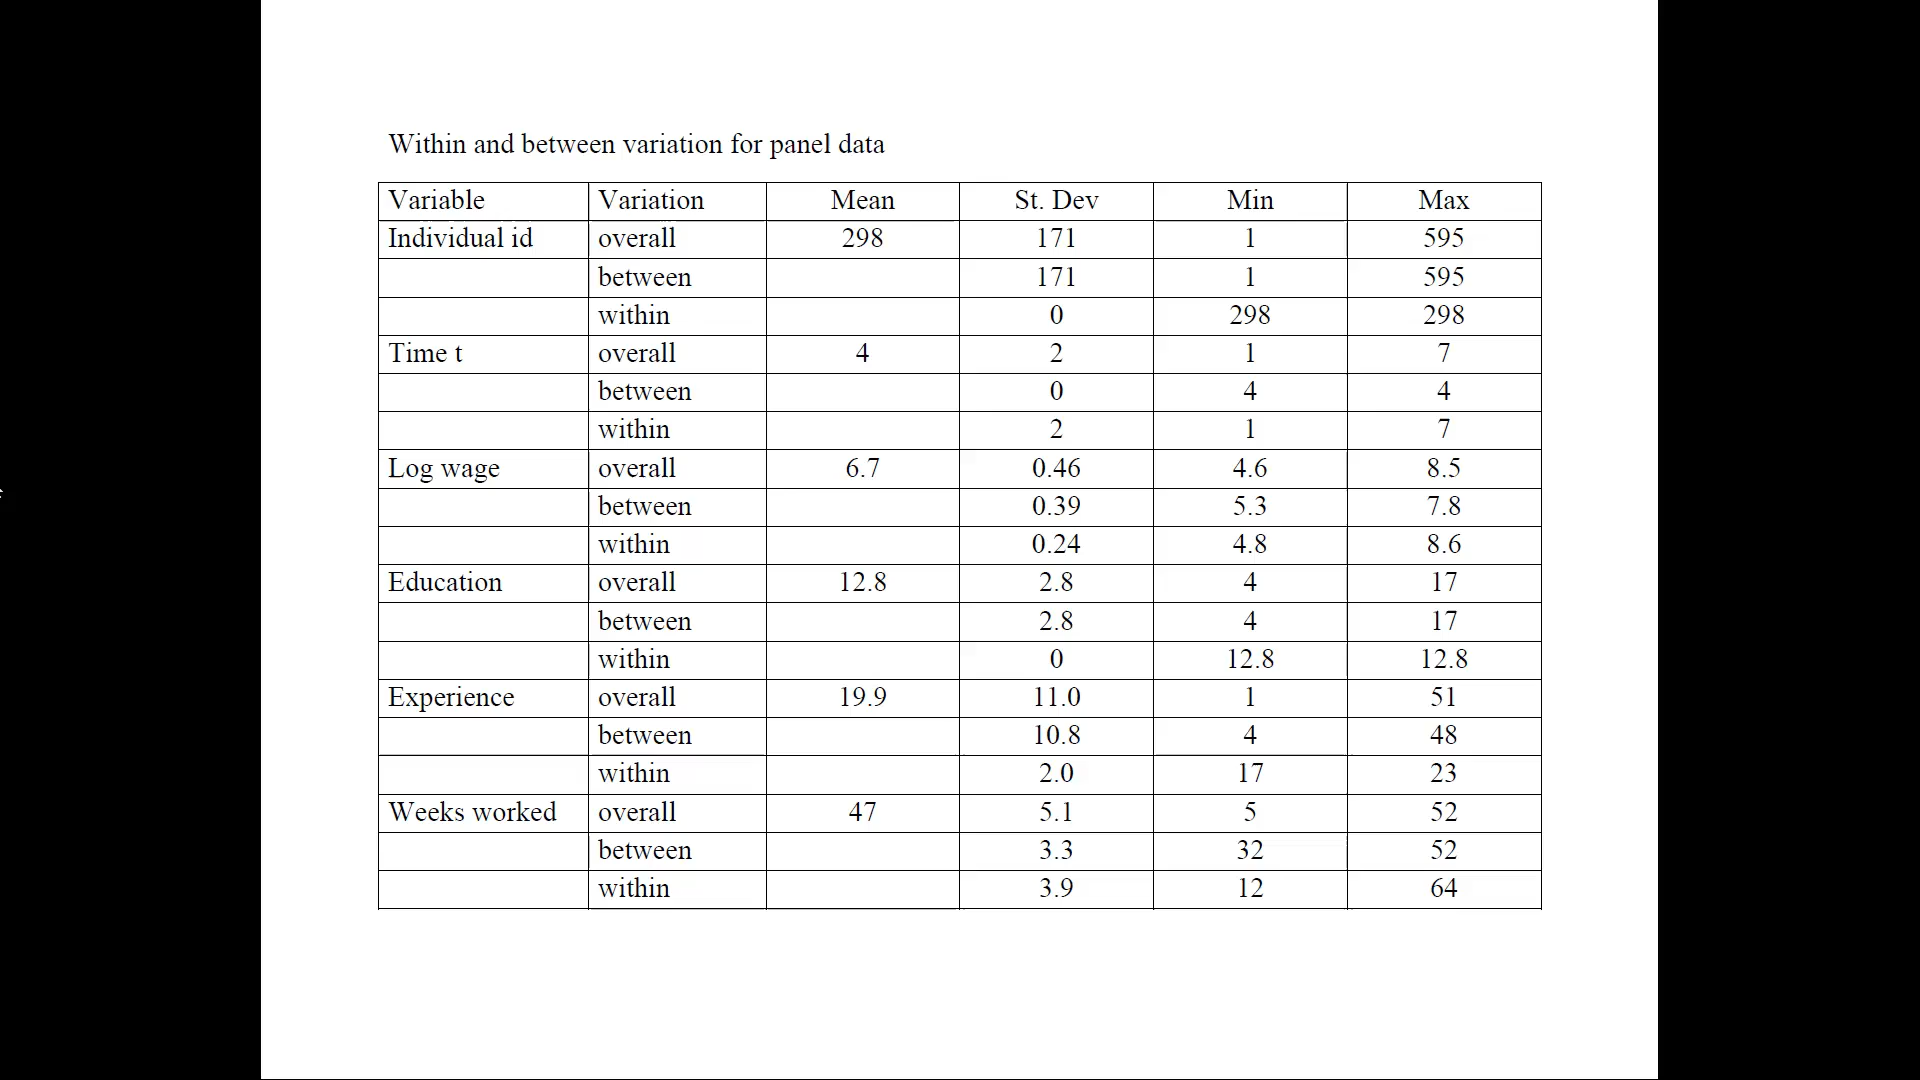 Within and between variation for panel data
Variable Variation Mean St. Dev Min Max
Individual id overall 298 171 1 595
between 171 1 595
within 0 298 298
Time t overall 4 2 1 7
between 0 4 4
within 2 1 7
Log wage overall 6.7 0.46 4.6 8.5
between 0.39 5.3 7.8
within 0.24 4.8 8.6
Education overall 12.8 2.8 4 17
between 2.8 4 17
within 0 12.8 12.8
Experience overall 19.9 11.0 1 51
between 10.8 4 48
within 2.0 17 23
Weeks worked overall 47 5.1 5 52
between 3.3 32 52
within 3.9 12 64